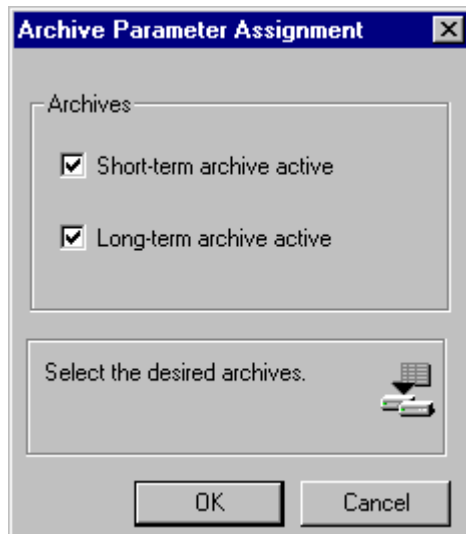 Archive Parameter Assignment
Archives
Short-term archive active
Long-term archive active
Select the desired archives.
OK
Cancel